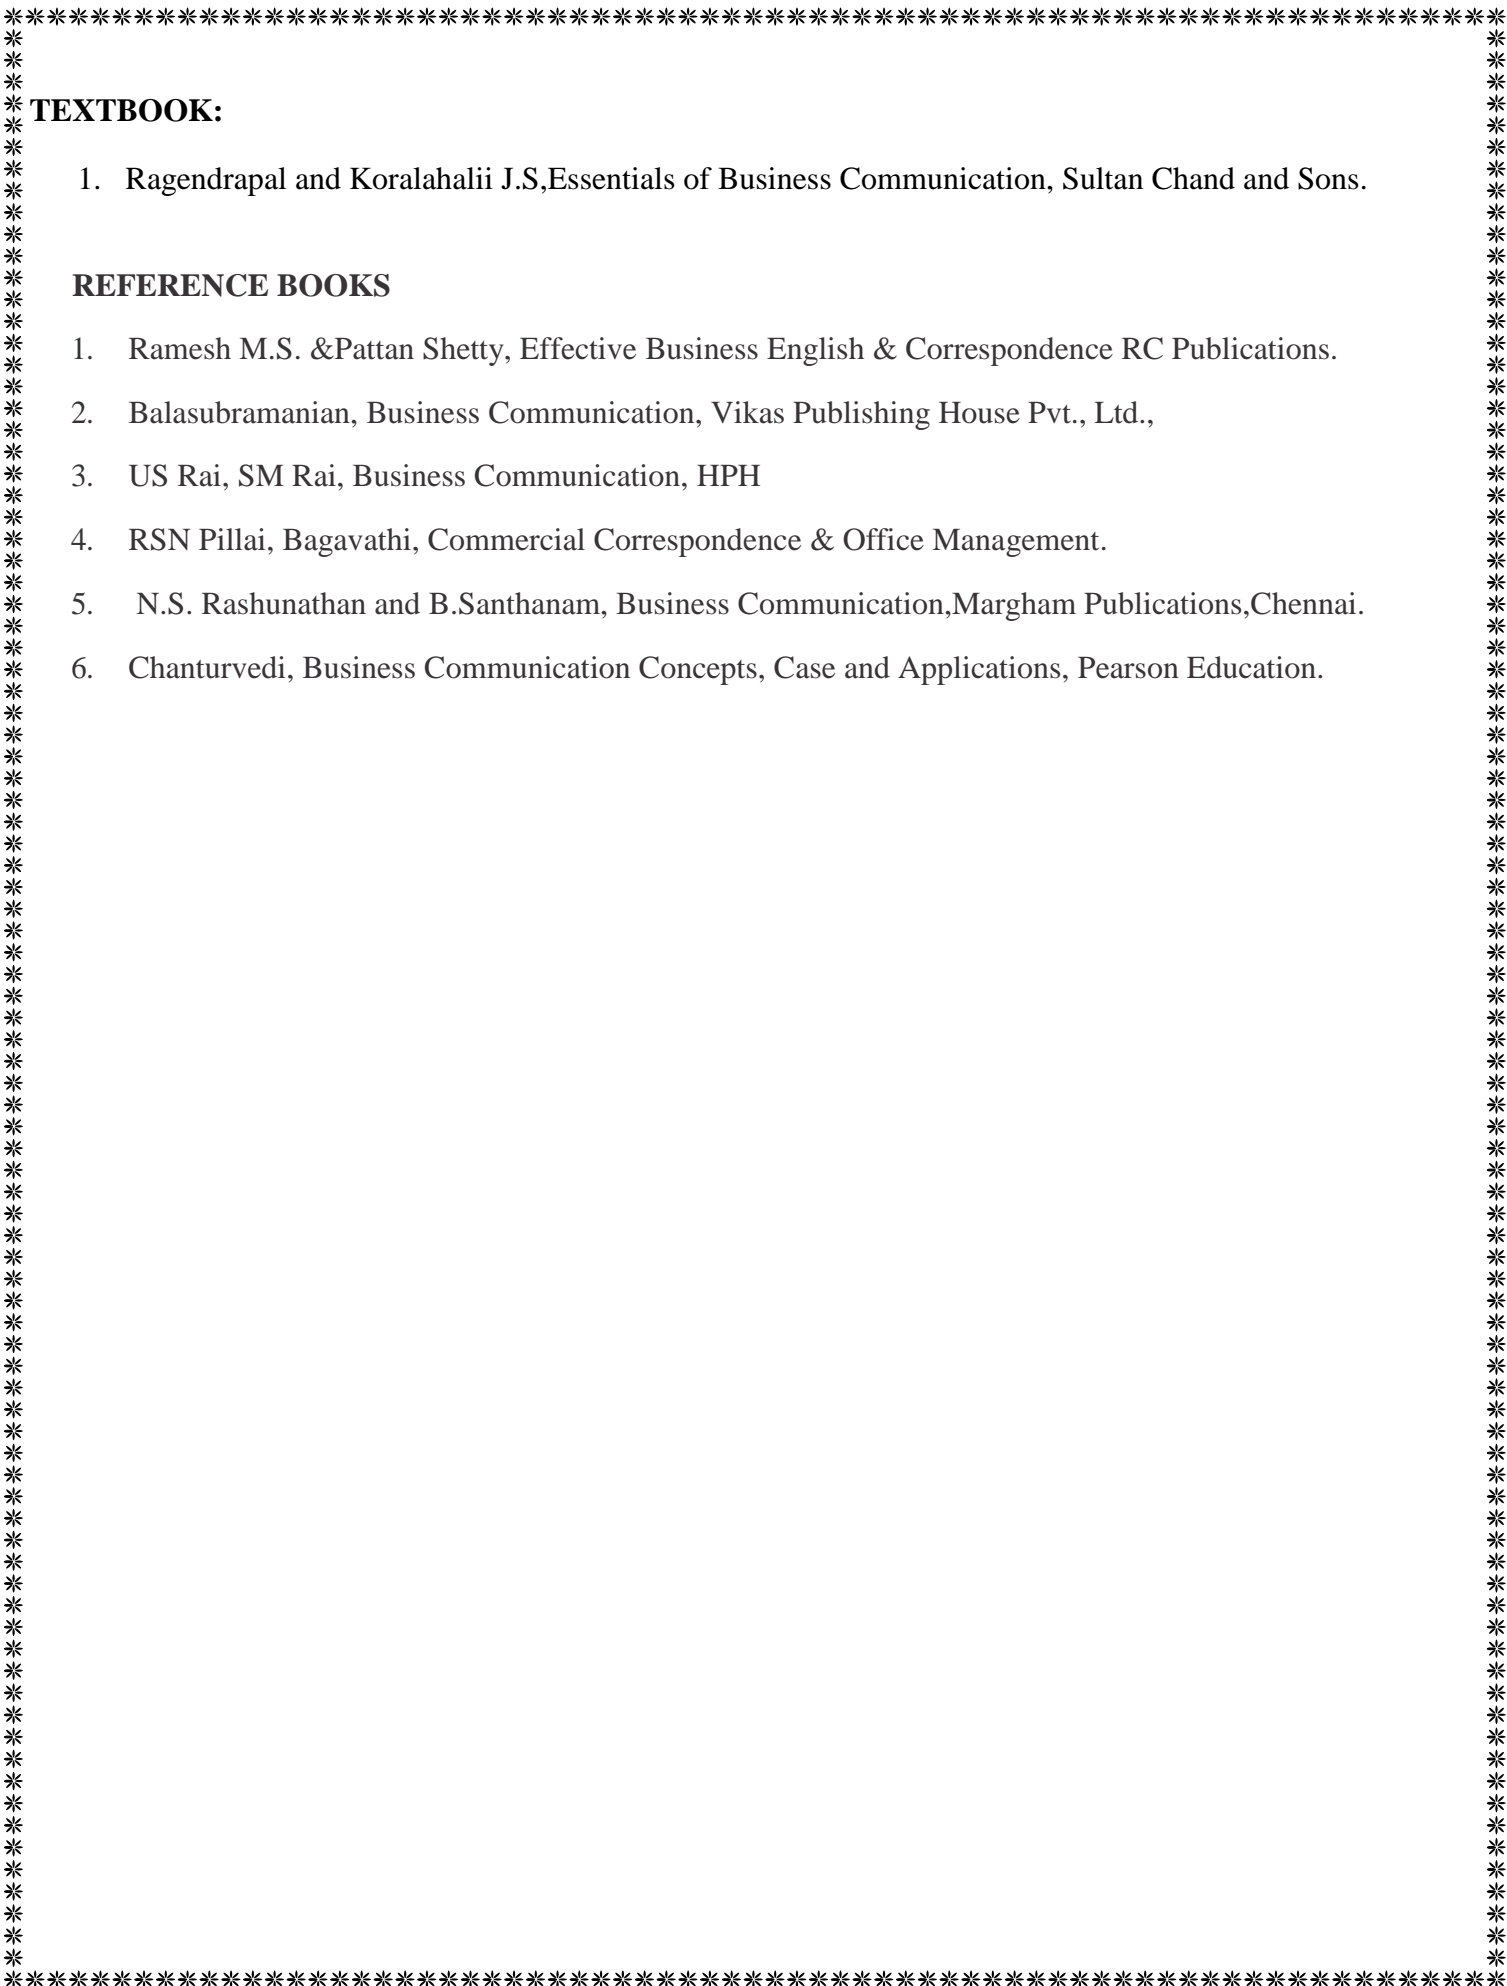 TEXTBOOK:
1. Ragendrapal and Koralahalii J.S,Essentials of Business Communication, Sultan Chand and Sons.
REFERENCE BOOKS
1. Ramesh M.S. &Pattan Shetty, Effective Business English & Correspondence RC Publications.
2. Balasubramanian, Business Communication, Vikas Publishing House Pvt., Ltd.,
3. US Rai, SM Rai, Business Communication, HPH
4. RSN Pillai, Bagavathi, Commercial Correspondence & Office Management.
5. N.S. Rashunathan and B.Santhanam, Business Communication,Margham Publications,Chennai.
6. Chanturvedi, Business Communication Concepts, Case and Applications, Pearson Education.